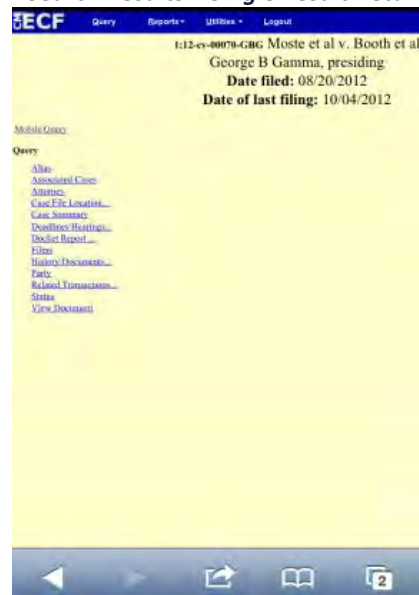 ECF Query Reports Utilities Logout
1:12-cv-00070-GBG Moste et al v. Booth et al
George B Gamma, presiding
Date filed: 08/20/2012
Date of last filing: 10/04/2012
Mobile Query
Query
Alias
Associated Cases
Attorney
Case File Location...
Case Summary
Deadlines/Hearings...
Docket Report ...
Filers
History/Documents...
Party
Related Transactions...
Status
View Document
2